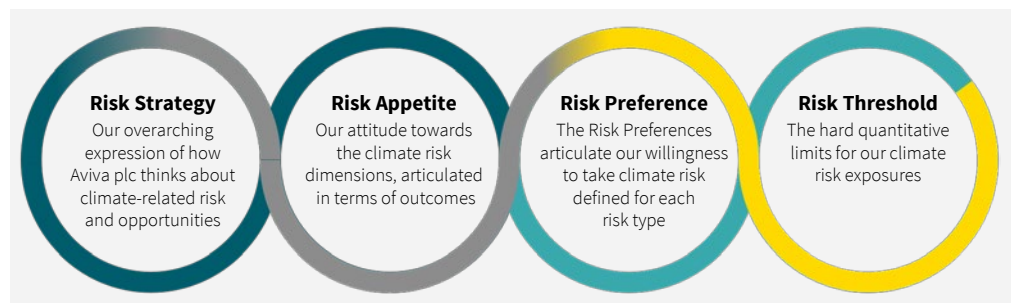 Risk Strategy
Our overarching
expression of how
Aviva plc thinks about
climate-related risk
and opportunities
Risk Appetite
Our attitude towards
the climate risk
dimensions, articulated
in terms of outcomes
Risk Preference
The Risk Preferences
articulate our willingness
to take climate risk
defined for each
risk type
Risk Threshold
The hard quantitative
limits for our climate
risk exposures